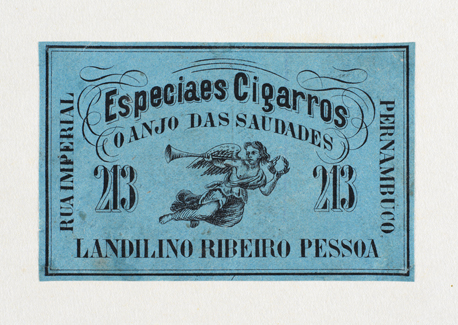 Especiaes Cigarros
O ANJO DAS SAUDADES
RUA IMPERIAL
213
213
PERNAMBUCO.
LANDILINO RIBEIRO PESSOA